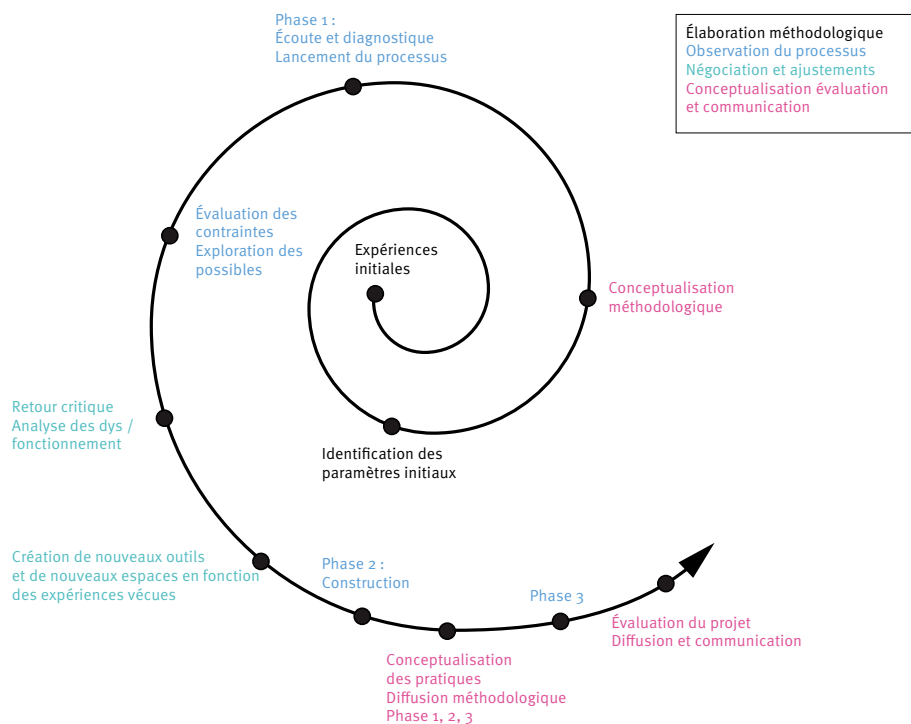 Phase 1 :
Écoute et diagnostique
Lancement du processus
Élaboration méthodologique
Observation du processus
Négociation et ajustements
Conceptualisation évaluation
et communication
Évaluation des
contraintes
Exploration des
possibles
Expériences
initiales
Conceptualisation
méthodologique
Retour critique
Analyse des dys /
fonctionnement
Identification des
paramètres initiaux
Création de nouveaux outils
et de nouveaux espaces en fonction
des expériences vécues
Phase 2 :
Construction
Phase 3
Évaluation du projet
Diffusion et communication
Conceptualisation
des pratiques
Diffusion méthodologique
Phase 1, 2, 3